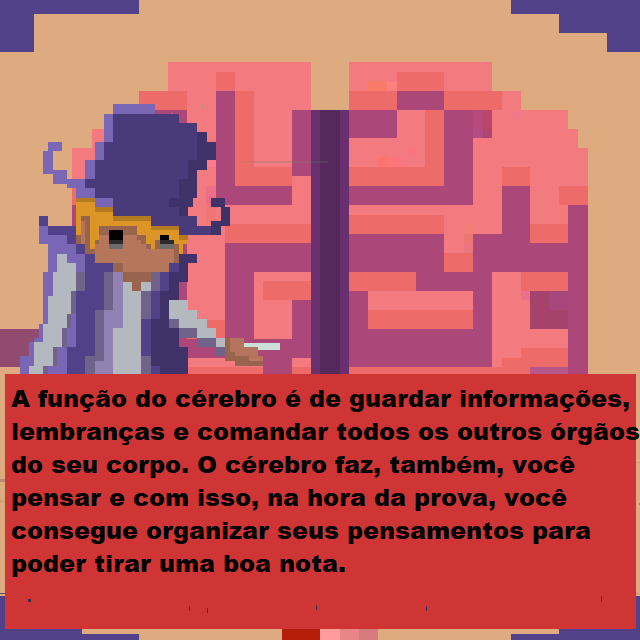 A função do cérebro é de guardar informações,
lembranças e comandar todos os outros órgãos
do seu corpo. O cérebro faz, também, você
pensar e com isso, na hora da prova, você
consegue organizar seus pensamentos para
poder tirar uma boa nota.